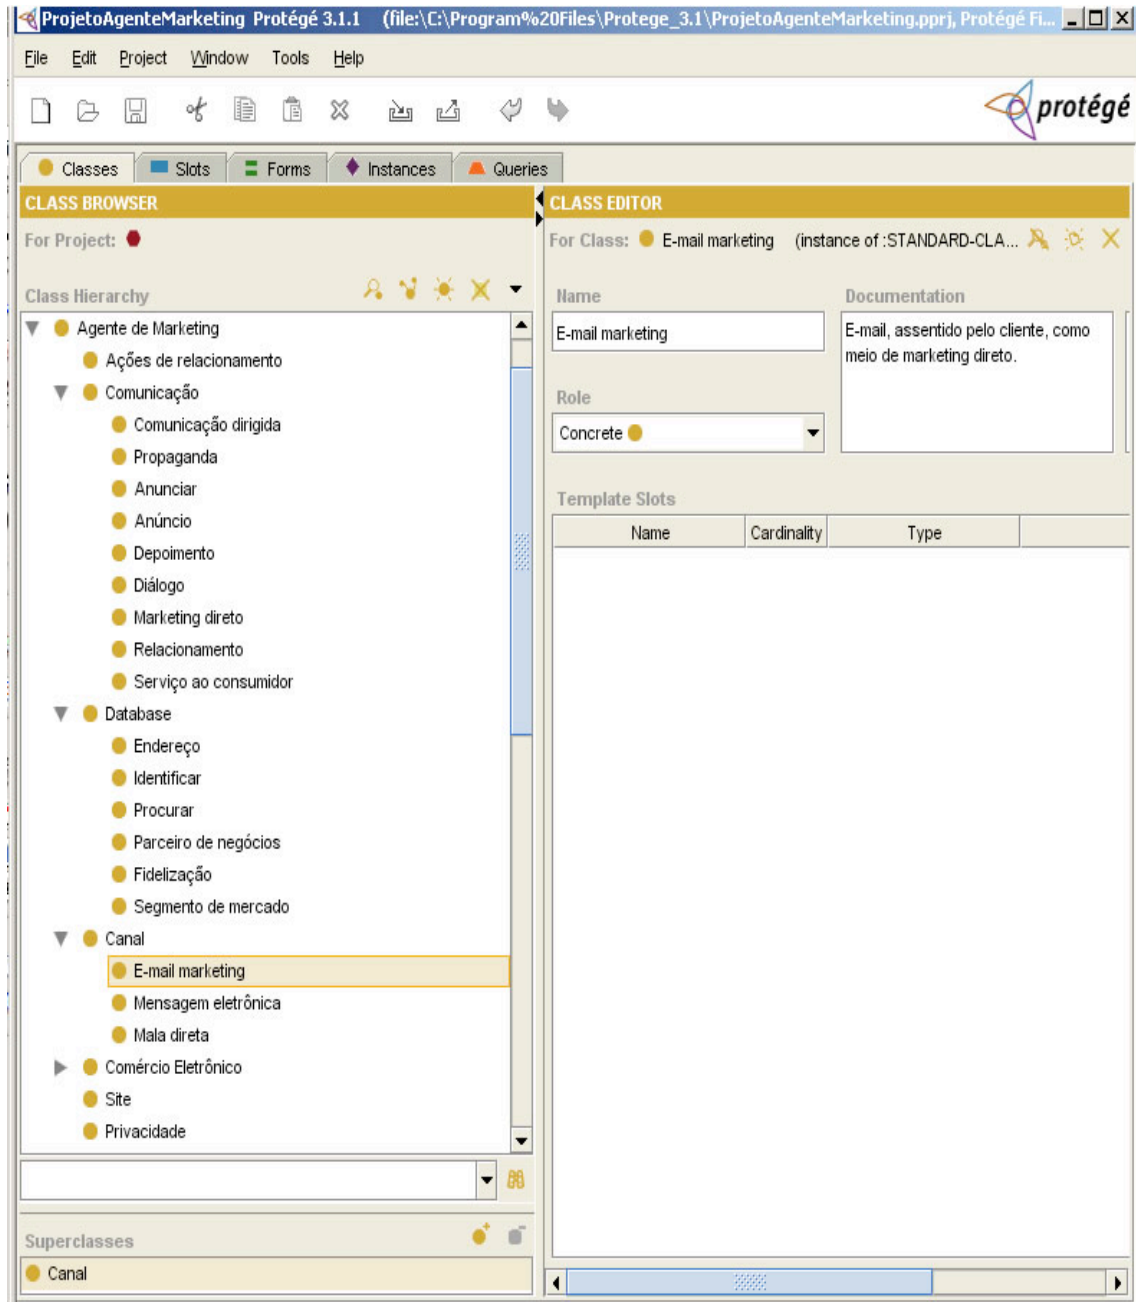 ProjetoAgenteMarketing Protégé 3.1.1 (file:\C:\Program%20Files\Protege_3.1\ProjetoAgenteMarketing.pprj, Protégé Fi...
File Edit Project Window Tools Help
protégé
Classes Slots Forms Instances Queries
CLASS BROWSER
For Project:
Class Hierarchy
Agente de Marketing
Ações de relacionamento
Comunicação
Comunicação dirigida
Propaganda
Anunciar
Anúncio
Depoimento
Diálogo
Marketing direto
Relacionamento
Serviço ao consumidor
Database
Endereço
Identificar
Procurar
Parceiro de negócios
Fidelização
Segmento de mercado
Canal
E-mail marketing
Mensagem eletrônica
Mala direta
Comércio Eletrônico
Site
Privacidade
Superclasses
Canal
CLASS EDITOR
For Class: E-mail marketing (instance of :STANDARD-CLA...
Name
E-mail marketing
Documentation
E-mail, assentido pelo cliente, como
meio de marketing direto.
Role
Concrete
Template Slots
Name Cardinality Type